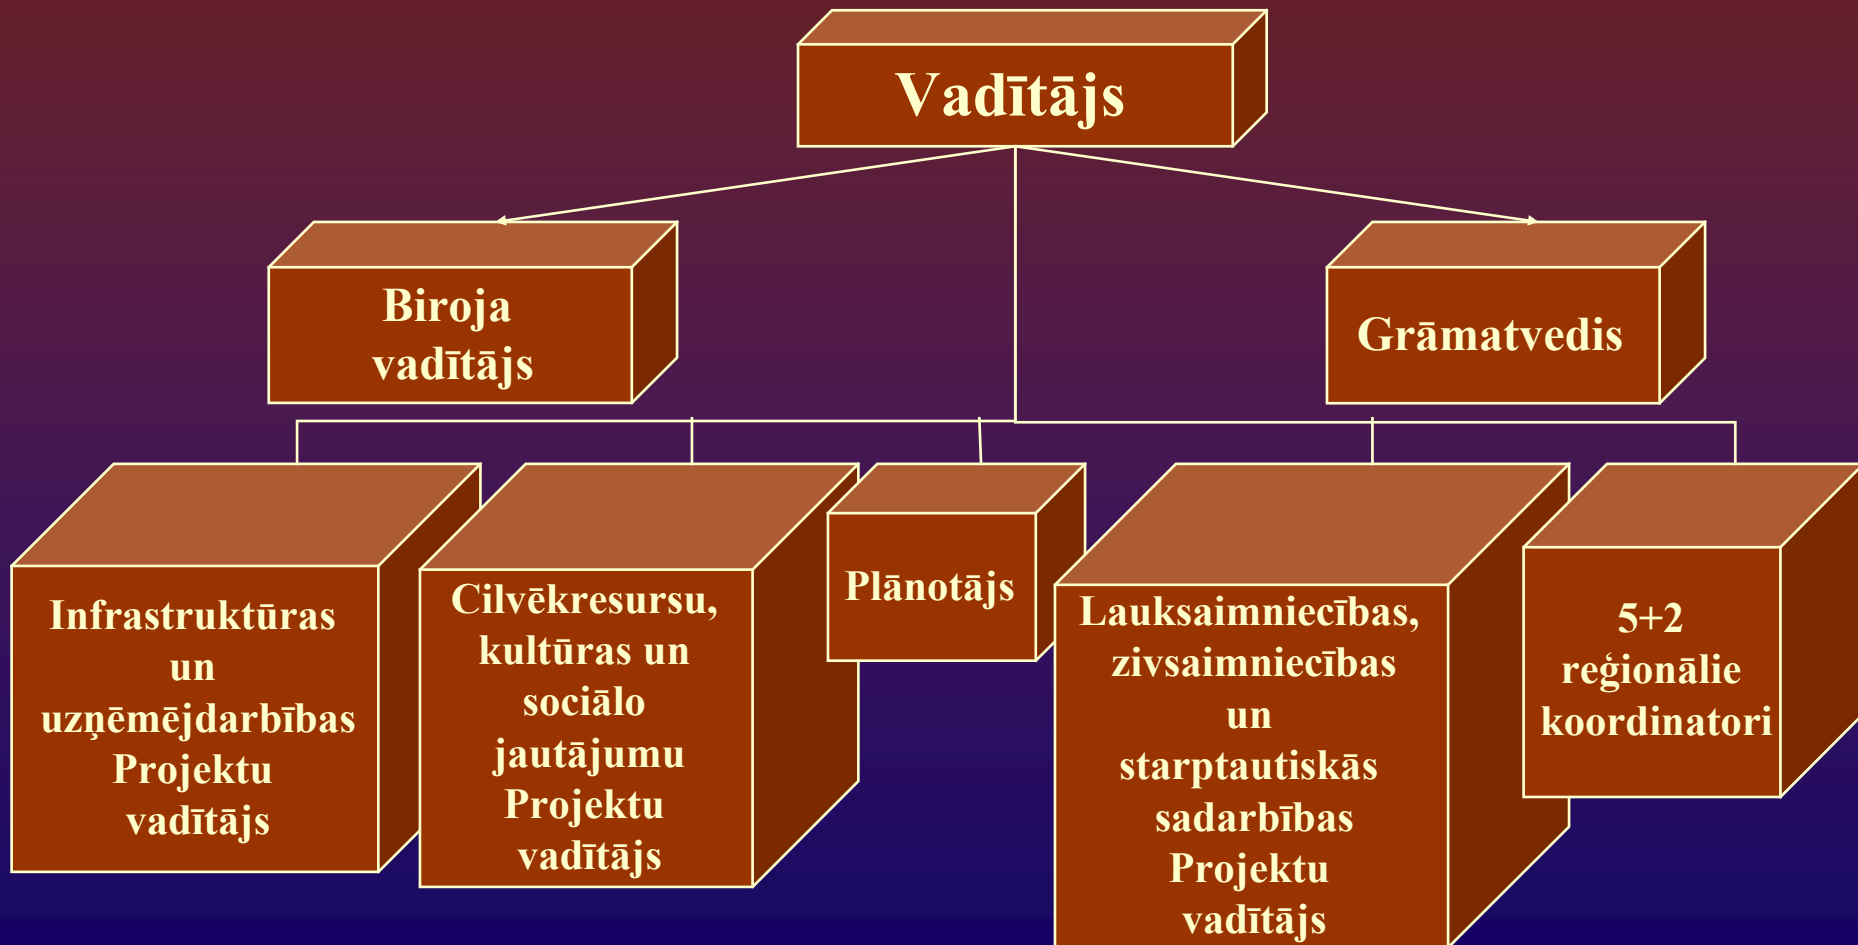 Vadītājs
Biroja
vadītājs
Grāmatvedis
Infrastruktūras
un
uzņēmējdarbības
Projektu
vadītājs
Cilvēkresursu,
kultūras un
sociālo
jautājumu
Projektu
vadītājs
Plānotājs
Lauksaimniecības,
zivsaimniecības
un
starptautiskās
sadarbības
Projektu
vadītājs
5+2
reģionālie
koordinatori